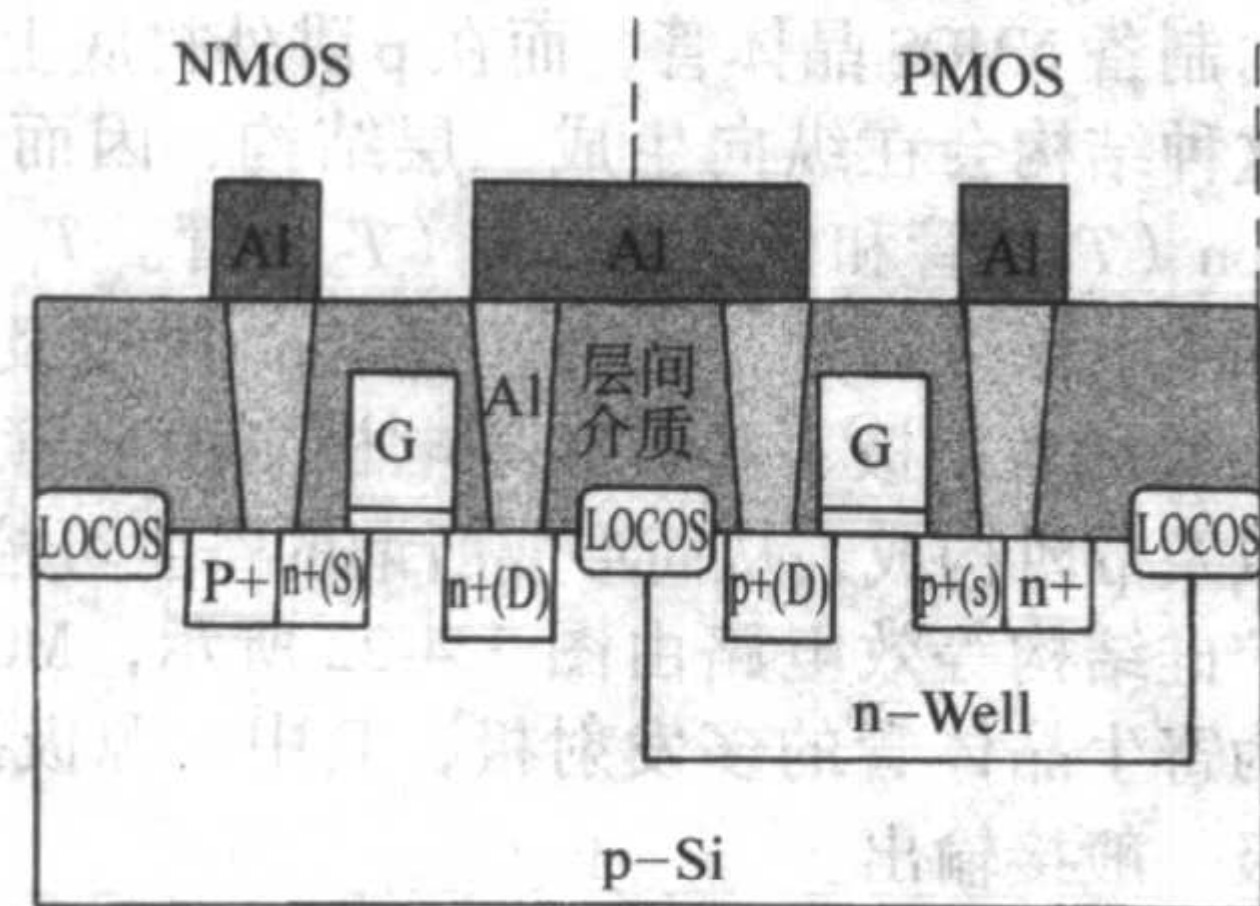 NMOS
PMOS
Al
Al
Al
层间
介质
Al
G
G
LOCOS
LOCOS
LOCOS
P+
n+(S)
n+(D)
p+(D)
p+(s)
n+
n-Well
p-Si